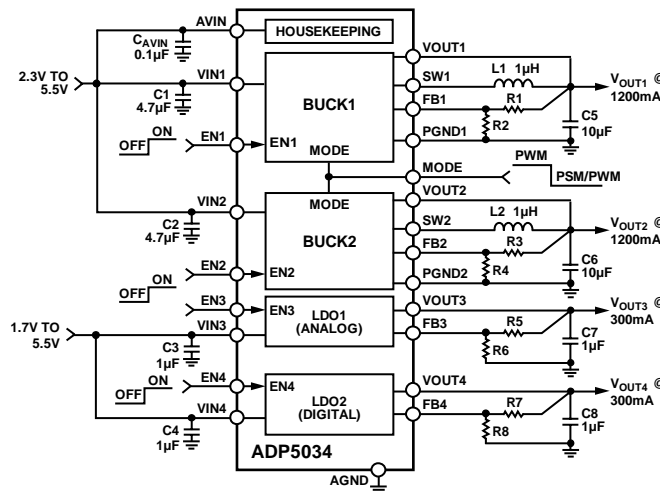 AVIN
HOUSEKEEPING
CAVIN
0.1µF
VOUT1
L1 1µH
2.3V TO
5.5V
VIN1
SW1
VOUT1 @
1200mA
C1
4.7µF
BUCK1
FB1
R1
R2
C5
10µF
ON
OFF
EN1
EN1
PGND1
MODE
MODE
PWM
PSM/PWM
MODE
VOUT2
VIN2
C2
4.7µF
BUCK2
SW2
L2 1µH
VOUT2 @
1200mA
FB2
R3
R4
C6
10µF
EN2
EN2
PGND2
ON
OFF
EN3
EN3
VOUT3
VOUT3 @
300mA
1.7V TO
5.5V
VIN3
LDO1
(ANALOG)
FB3
R5
R6
C7
1µF
C3
1µF
ON
OFF
EN4
EN4
VOUT4
VOUT4 @
300mA
VIN4
LDO2
(DIGITAL)
FB4
R7
R8
C8
1µF
C4
1µF
ADP5034
AGND